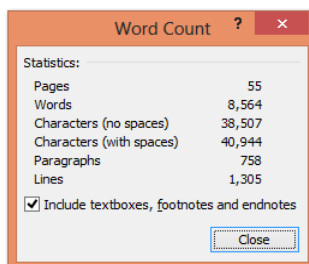 Word Count ? ×
Statistics:
Pages 55
Words 8,564
Characters (no spaces) 38,507
Characters (with spaces) 40,944
Paragraphs 758
Lines 1,305
Include textboxes, footnotes and endnotes
Close